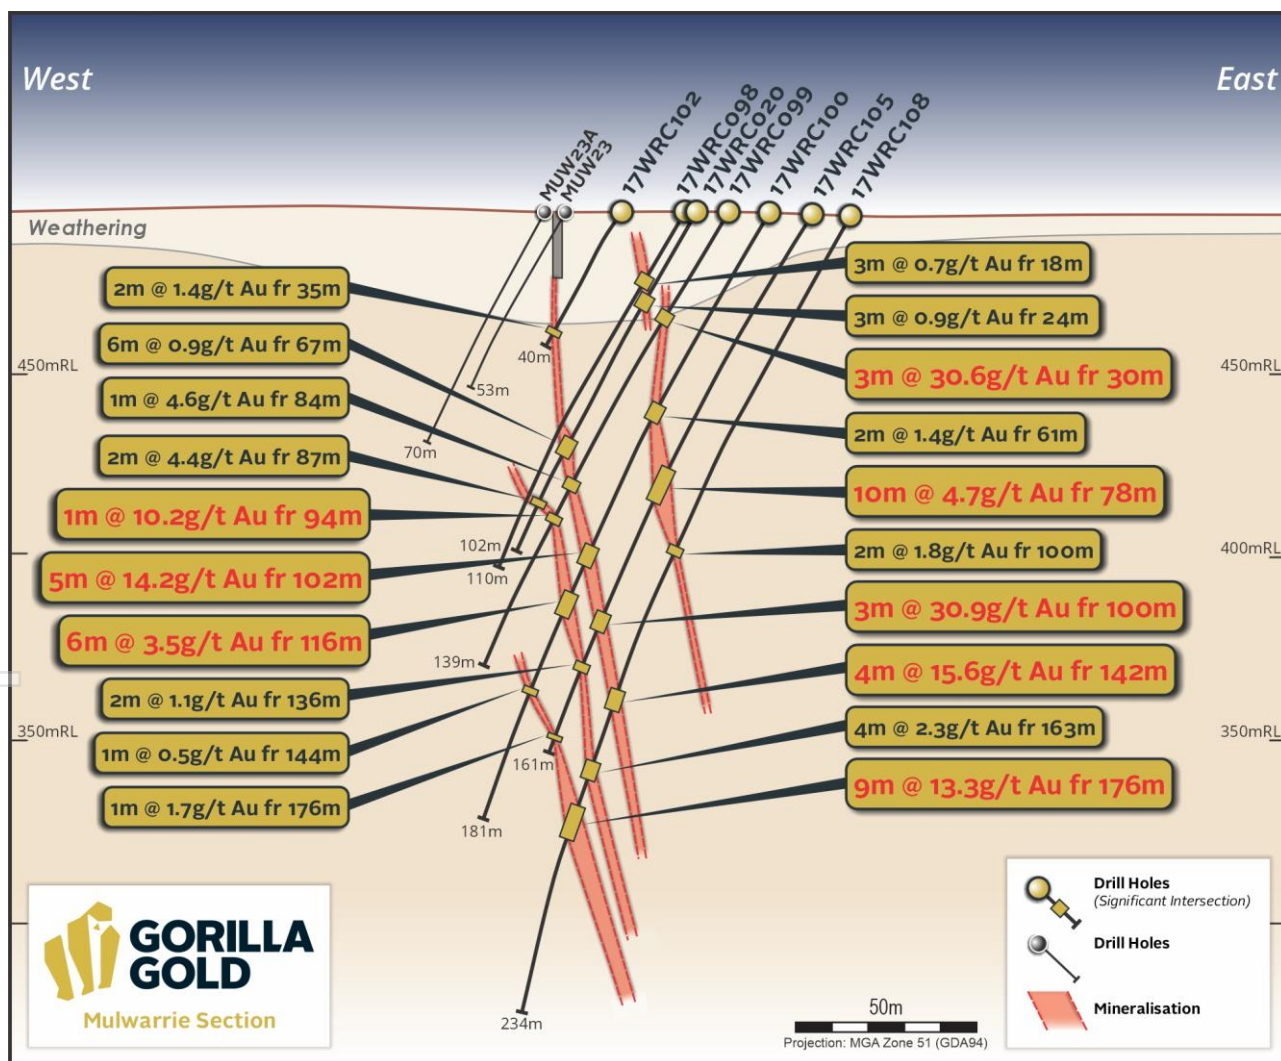 West
East
MUW23A
MUW23
17WRC102
17WRC098
17WRC020
17WRC099
17WRC100
17WRC105
17WRC108
Weathering
2m @ 1.4g/t Au fr 35m
6m @ 0.9g/t Au fr 67m
1m @ 4.6g/t Au fr 84m
2m @ 4.4g/t Au fr 87m
1m @ 10.2g/t Au fr 94m
5m @ 14.2g/t Au fr 102m
6m @ 3.5g/t Au fr 116m
2m @ 1.1g/t Au fr 136m
1m @ 0.5g/t Au fr 144m
1m @ 1.7g/t Au fr 176m
3m @ 0.7g/t Au fr 18m
3m @ 0.9g/t Au fr 24m
3m @ 30.6g/t Au fr 30m
2m @ 1.4g/t Au fr 61m
10m @ 4.7g/t Au fr 78m
2m @ 1.8g/t Au fr 100m
3m @ 30.9g/t Au fr 100m
4m @ 15.6g/t Au fr 142m
4m @ 2.3g/t Au fr 163m
9m @ 13.3g/t Au fr 176m
450mRL
350mRL
450mRL
400mRL
350mRL
40m
53m
70m
102m
110m
139m
161m
181m
234m
GORILLA
GOLD
Mulwarrie Section
50m
Projection: MGA Zone 51 (GDA94)
Drill Holes
(Significant Intersection)
Drill Holes
Mineralisation